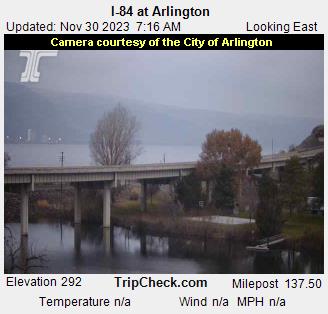 I-84 at Arlington
Updated: Nov 30 2023 7:16 AM Looking East
Camera courtesy of the City of Arlington
Elevation 292 TripCheck.com Milepost 137.50
Temperature n/a Wind n/a MPH n/a